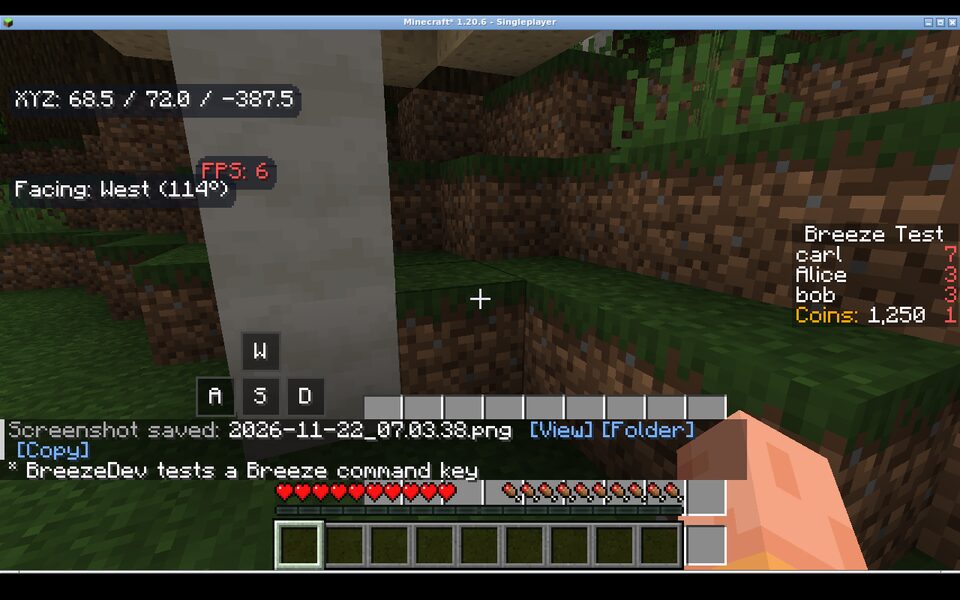 Minecraft* 1.20.6 - Singleplayer
XYZ: 68.5 / 72.0 / -387.5
FPS: 6
Facing: West (114°)
Breeze Test
carl 7
Alice 3
bob 3
Coins: 1,250 1
W
A S D
Screenshot saved: 2026-11-22_07.03.38.png [View] [Folder]
[Copy]
* BreezeDev tests a Breeze command key